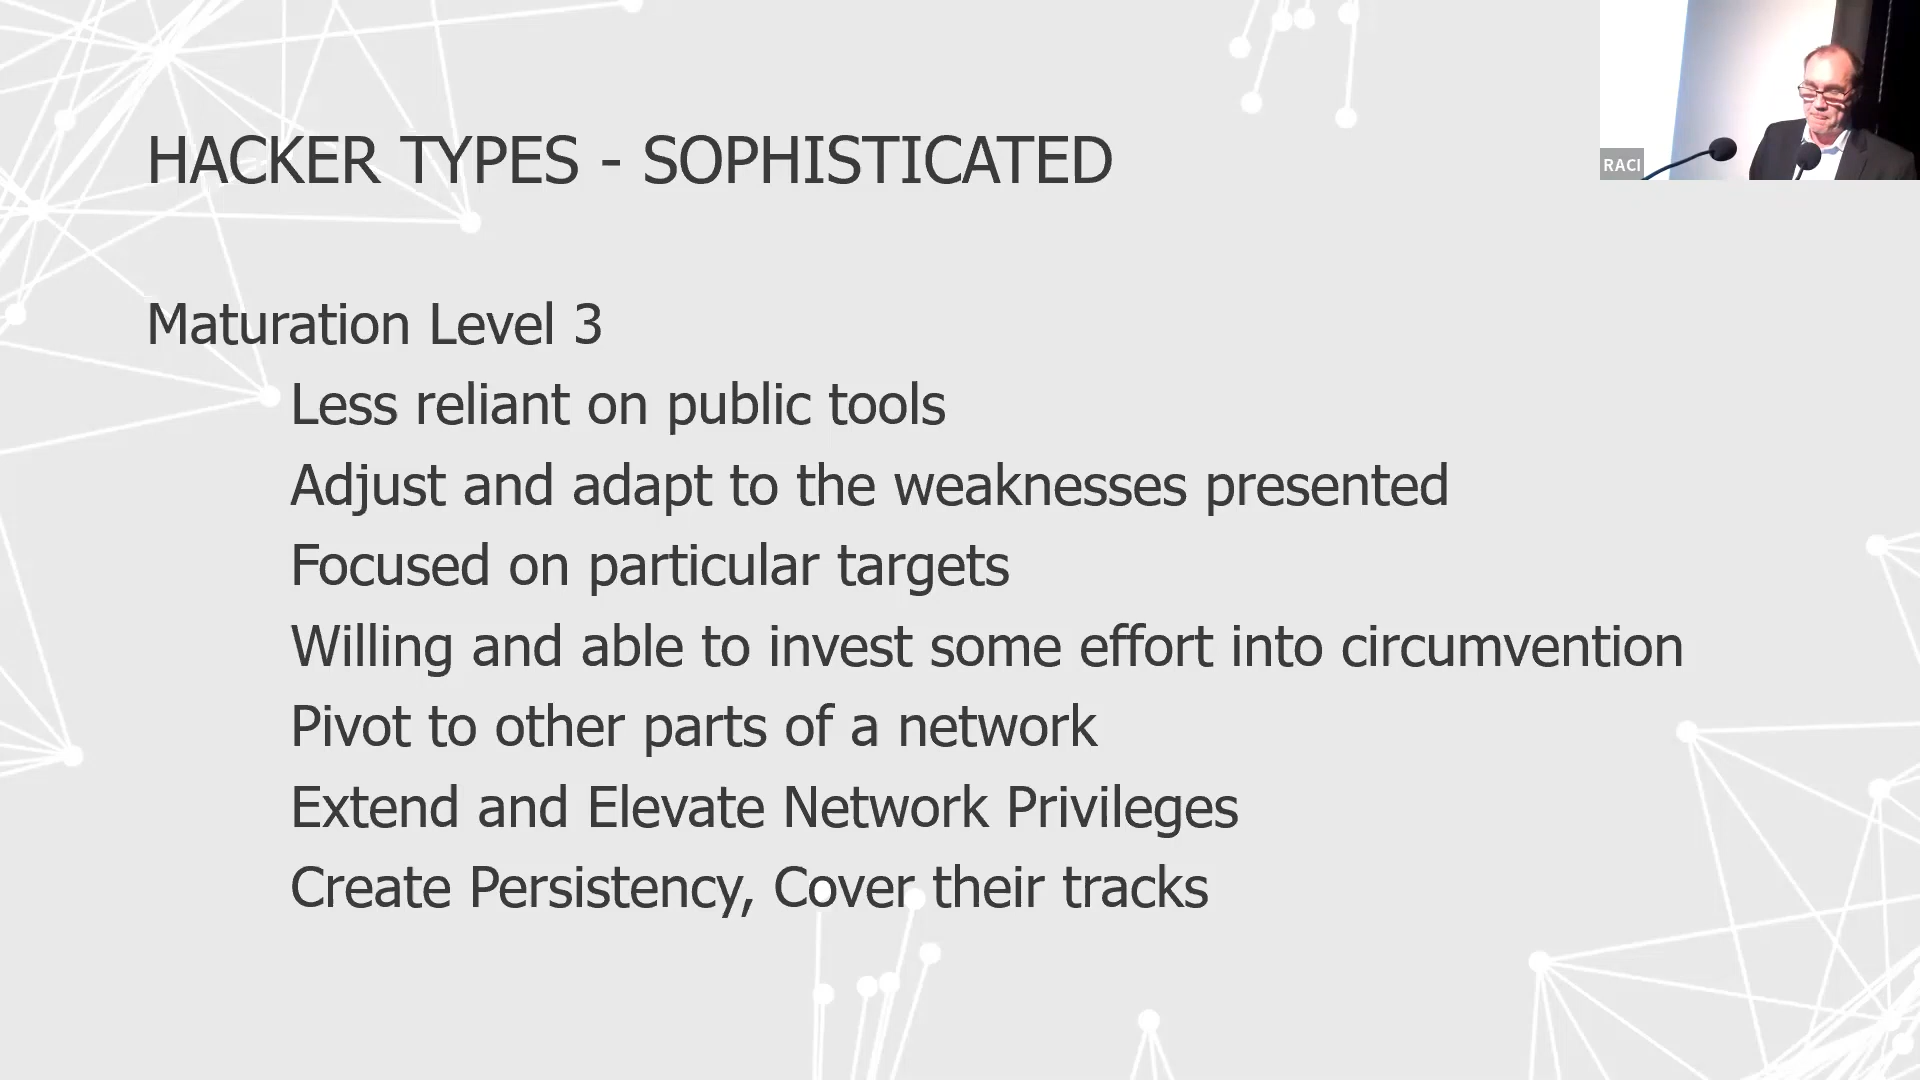 HACKER TYPES - SOPHISTICATED
RACI
Maturation Level 3
Less reliant on public tools
Adjust and adapt to the weaknesses presented
Focused on particular targets
Willing and able to invest some effort into circumvention
Pivot to other parts of a network
Extend and Elevate Network Privileges
Create Persistency, Cover their tracks